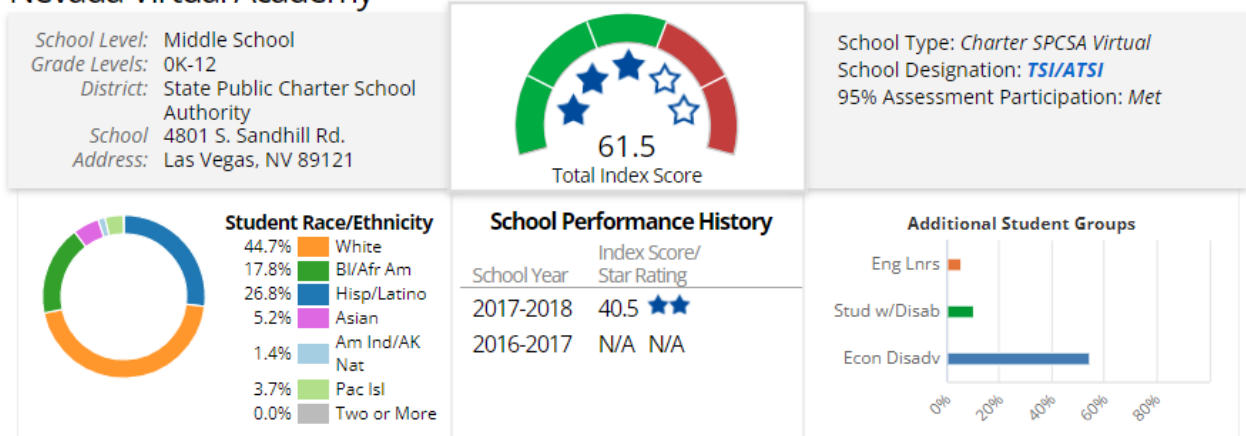 Nevada Virtual Academy
School Level: Middle School
Grade Levels: 0K-12
District: State Public Charter School
Authority
School 4801 S. Sandhill Rd.
Address: Las Vegas, NV 89121
61.5
Total Index Score
School Type: Charter SPCSA Virtual
School Designation: TSI/ATSI
95% Assessment Participation: Met
Student Race/Ethnicity
44.7% White
17.8% Bl/Afr Am
26.8% Hisp/Latino
5.2% Asian
1.4% Am Ind/AK
Nat
3.7% Pac Isl
0.0% Two or More
School Performance History
Index Score/
School Year Star Rating
2017-2018 40.5
2016-2017 N/A N/A
Additional Student Groups
Eng Lnrs
Stud w/Disab
Econ Disadv
0% 20% 40% 60% 80%